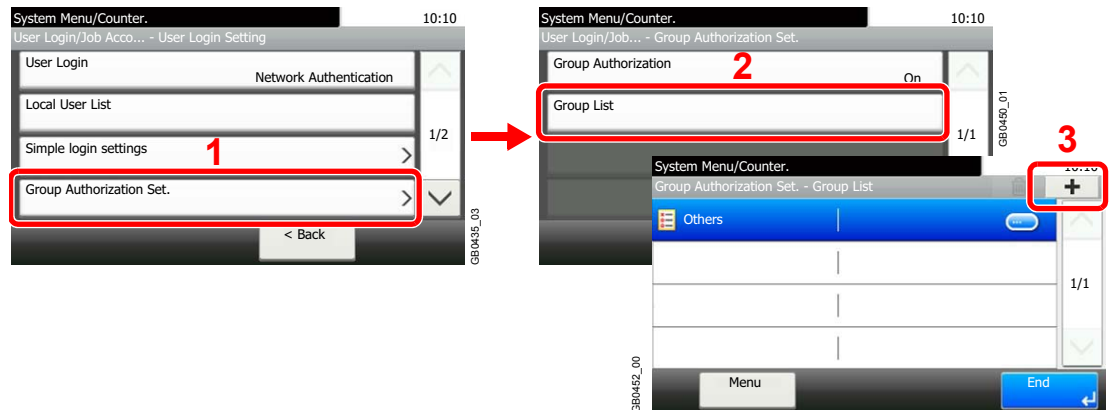 System Menu/Counter. 10:10
User Login/Job Acco... - User Login Setting
User Login
Network Authentication
Local User List
1/2
Simple login settings
1
Group Authorization Set.
< Back
GB0435_03
System Menu/Counter. 10:10
User Login/Job... - Group Authorization Set.
Group Authorization
2
On
Group List
1/1
GB0450_01
3
System Menu/Counter. 10:10
Group Authorization Set. - Group List
+
Others
1/1
Menu
End
GB0452_00